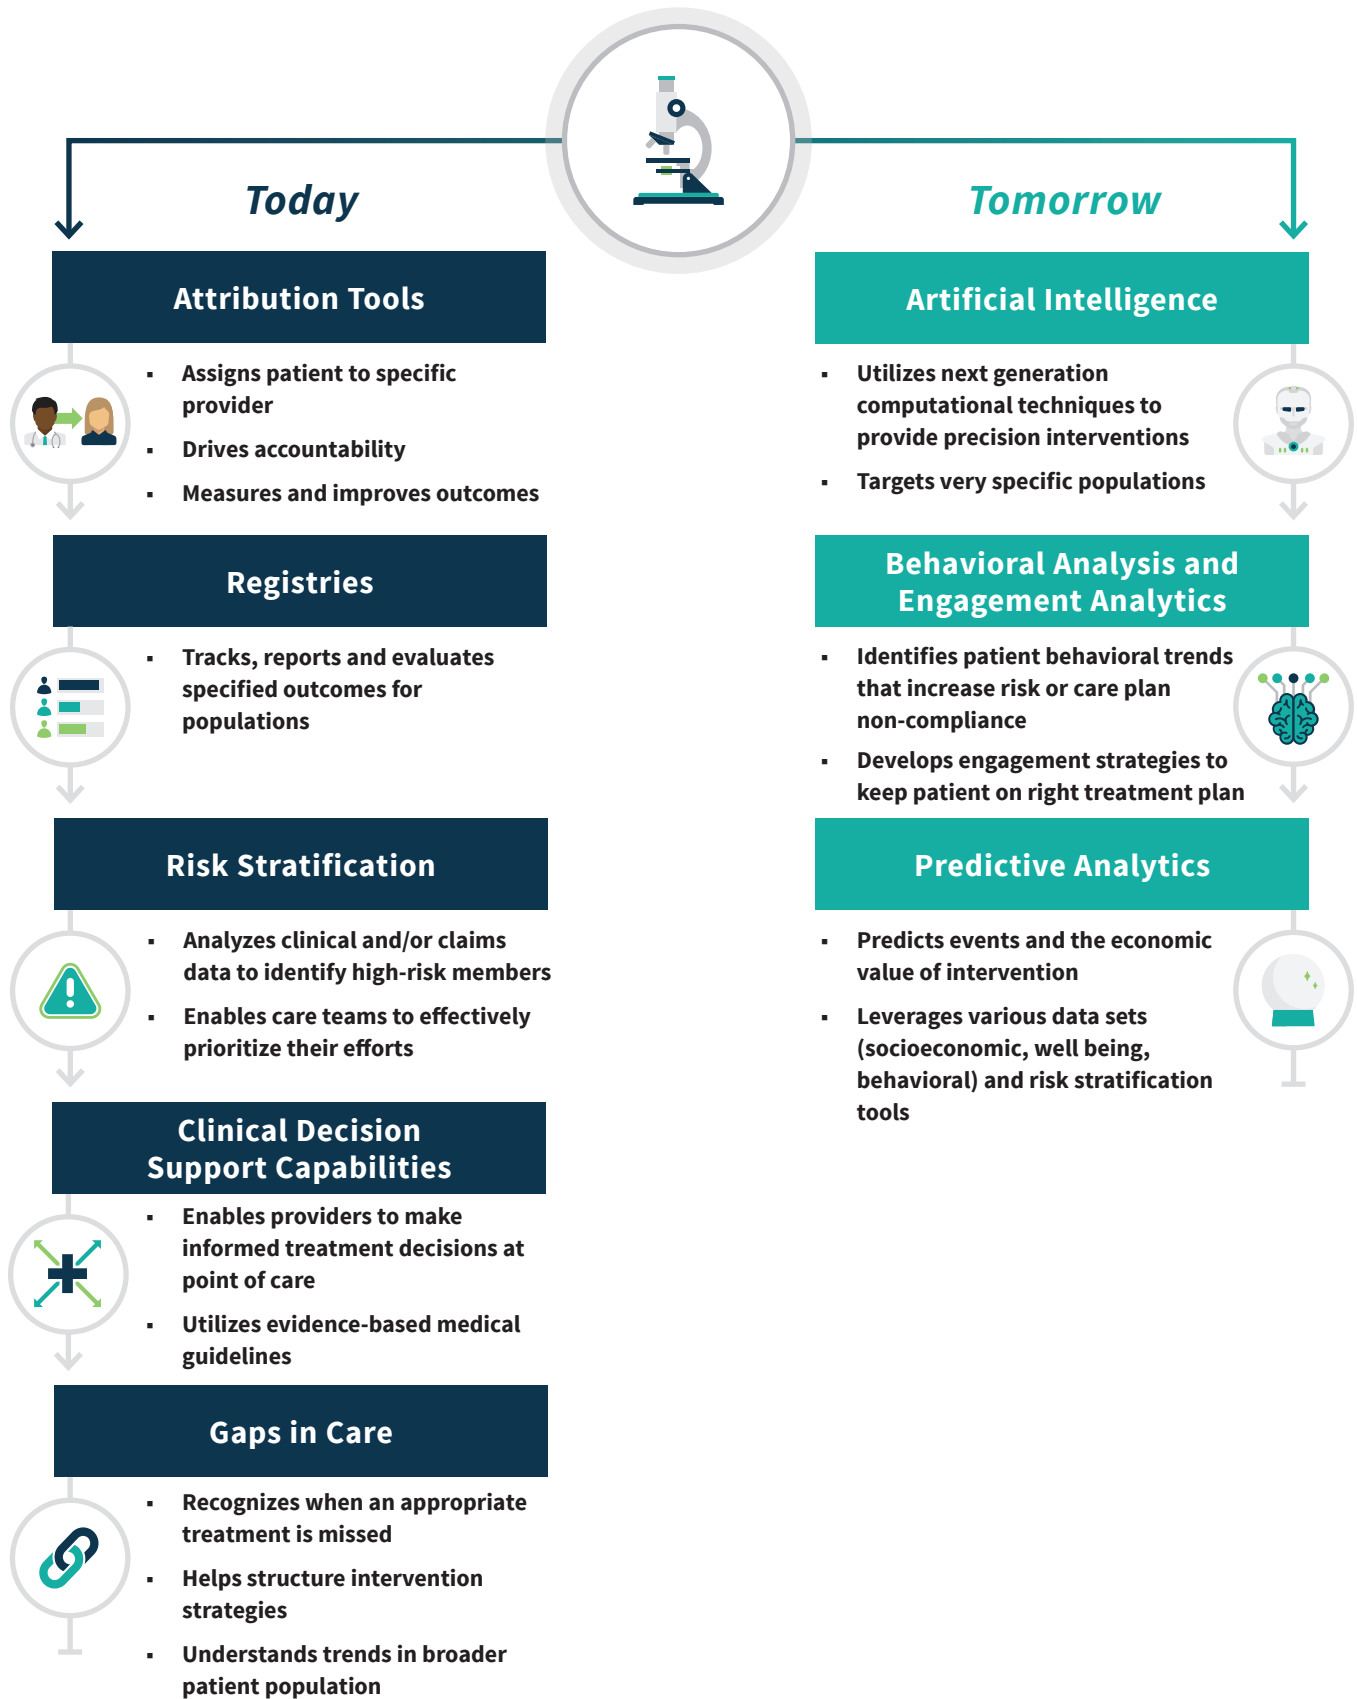 Today
Attribution Tools
▪ Assigns patient to specific
provider
▪ Drives accountability
▪ Measures and improves outcomes
Registries
▪ Tracks, reports and evaluates
specified outcomes for
populations
Risk Stratification
▪ Analyzes clinical and/or claims
data to identify high-risk members
▪ Enables care teams to effectively
prioritize their efforts
Clinical Decision
Support Capabilities
▪ Enables providers to make
informed treatment decisions at
point of care
▪ Utilizes evidence-based medical
guidelines
Gaps in Care
▪ Recognizes when an appropriate
treatment is missed
▪ Helps structure intervention
strategies
▪ Understands trends in broader
patient population
Tomorrow
Artificial Intelligence
▪ Utilizes next generation
computational techniques to
provide precision interventions
▪ Targets very specific populations
Behavioral Analysis and
Engagement Analytics
▪ Identifies patient behavioral trends
that increase risk or care plan
non-compliance
▪ Develops engagement strategies to
keep patient on right treatment plan
Predictive Analytics
▪ Predicts events and the economic
value of intervention
▪ Leverages various data sets
(socioeconomic, well being,
behavioral) and risk stratification
tools